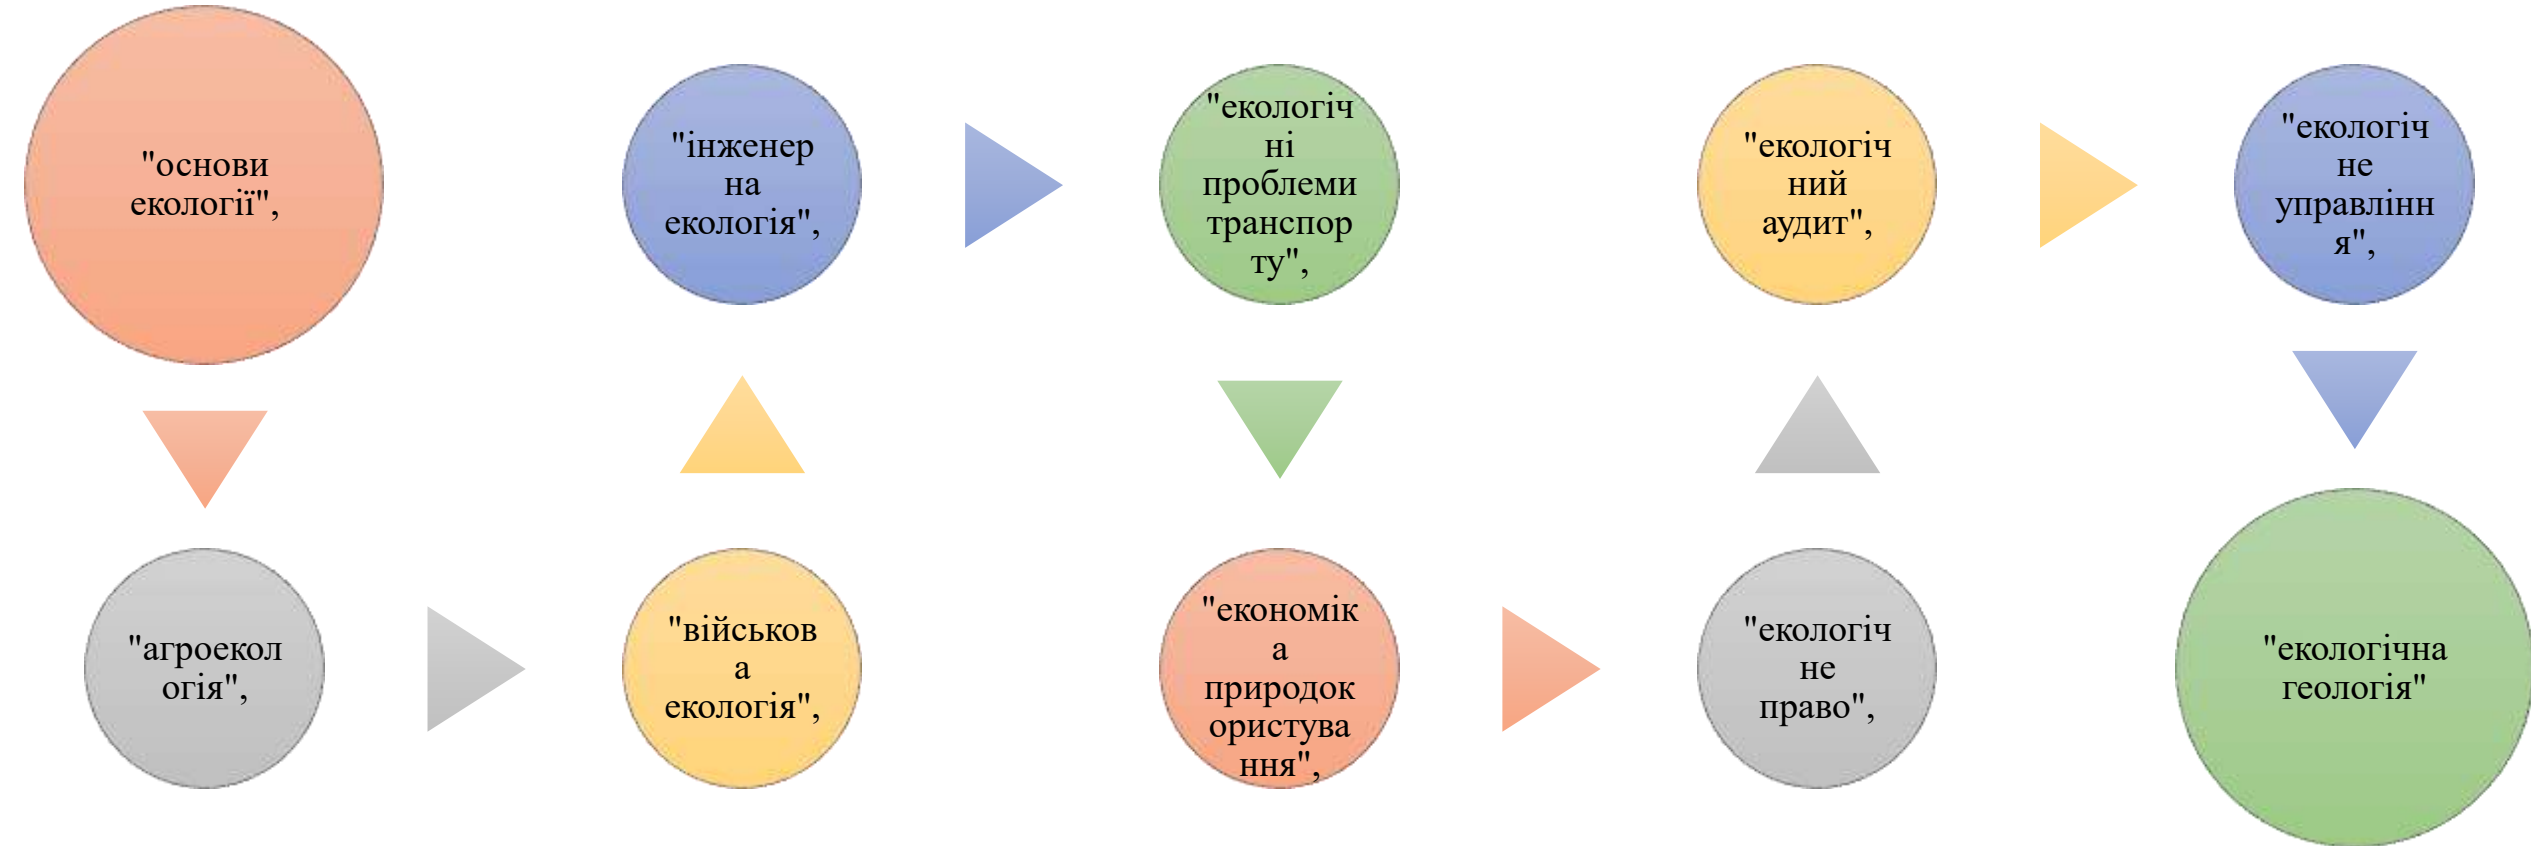 "основи
екології",
"агроекол
огія",
"військов
а
екологія",
"інженер
на
екологія",
"екологіч
ні
проблеми
транспор
ту",
"економік
а
природок
ористува
ння",
"екологіч
не
право",
"екологіч
ний
аудит",
"екологіч
не
управлінн
я",
"екологічна
геологія"